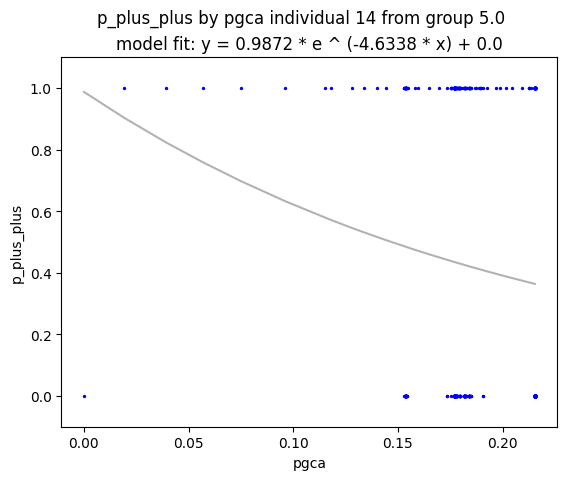 p_plus_plus by pgca individual 14 from group 5.0
model fit: y = 0.9872 * e ^ (-4.6338 * x) + 0.0
1.0
0.8
0.6
0.4
0.2
0.0
p_plus_plus
0.00 0.05 0.10 0.15 0.20
pgca